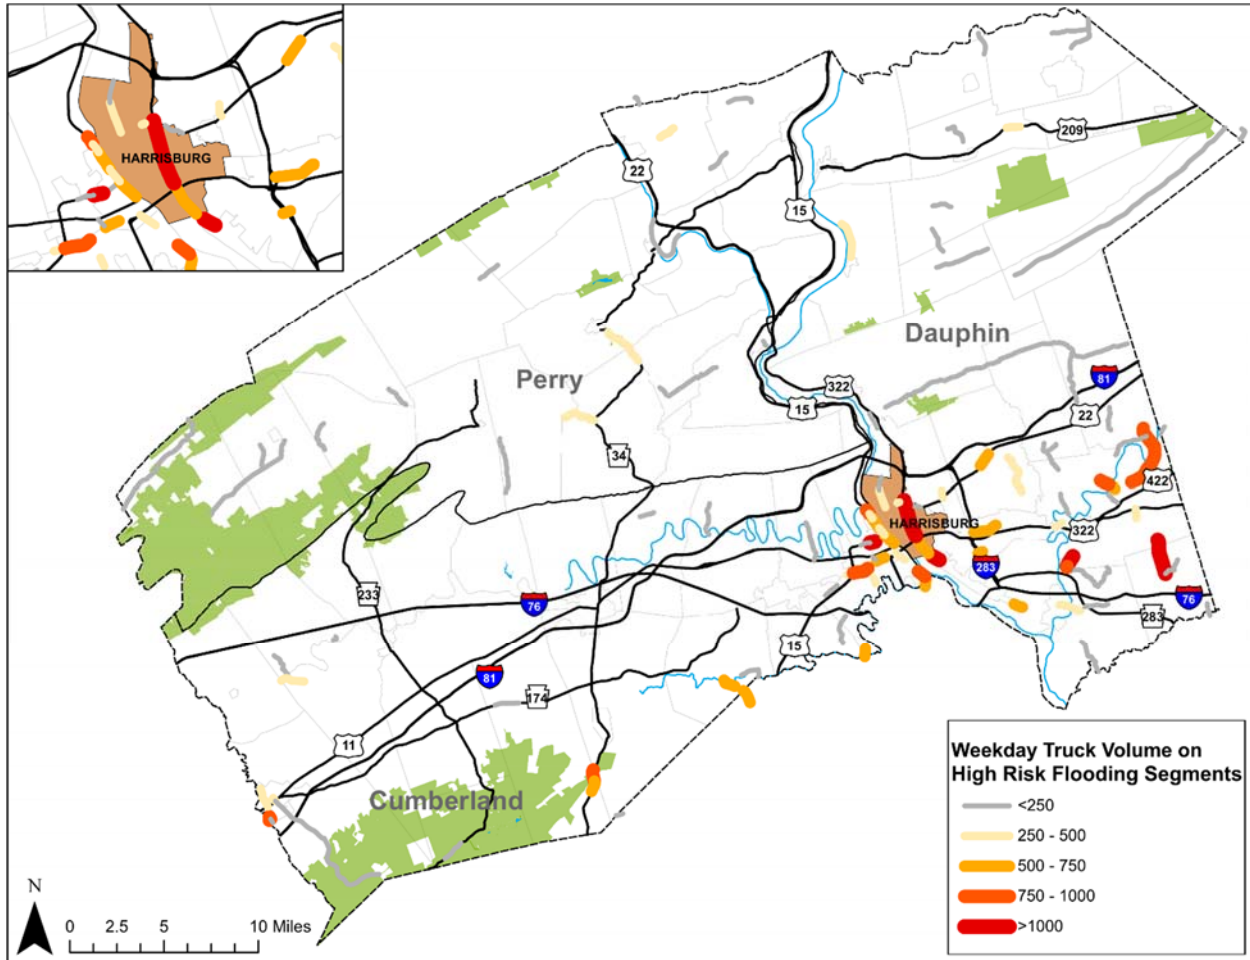 HARRISBURG
209
22
15
Dauphin
Perry
322
15
81
22
34
422
HARRISBURG
322
283
233
76
76
283
15
81
174
11
Cumberland
Weekday Truck Volume on
High Risk Flooding Segments
<250
250 - 500
500 - 750
750 - 1000
>1000
N
0 2.5 5 10 Miles